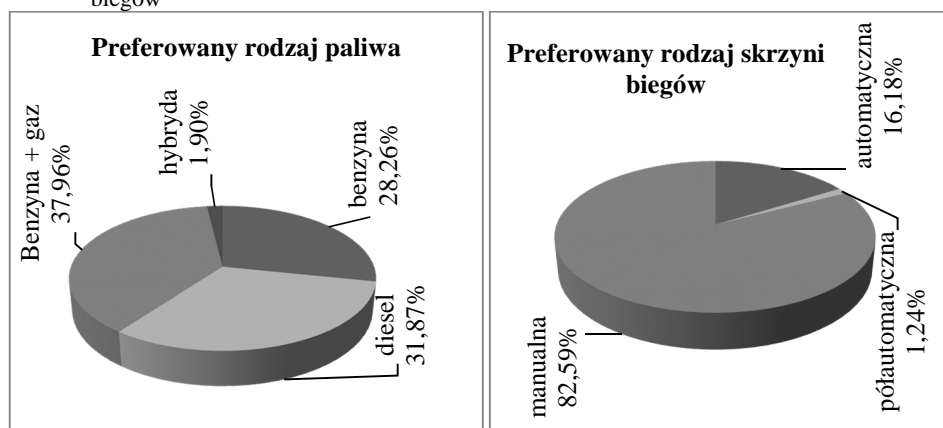 biegów
Preferowany rodzaj paliwa
Benzyna + gaz
37,96%
hybryda
1,90%
benzyna
28,26%
diesel
31,87%
Preferowany rodzaj skrzyni
biegów
automatyczna
16,18%
półautomatyczna
1,24%
manualna
82,59%